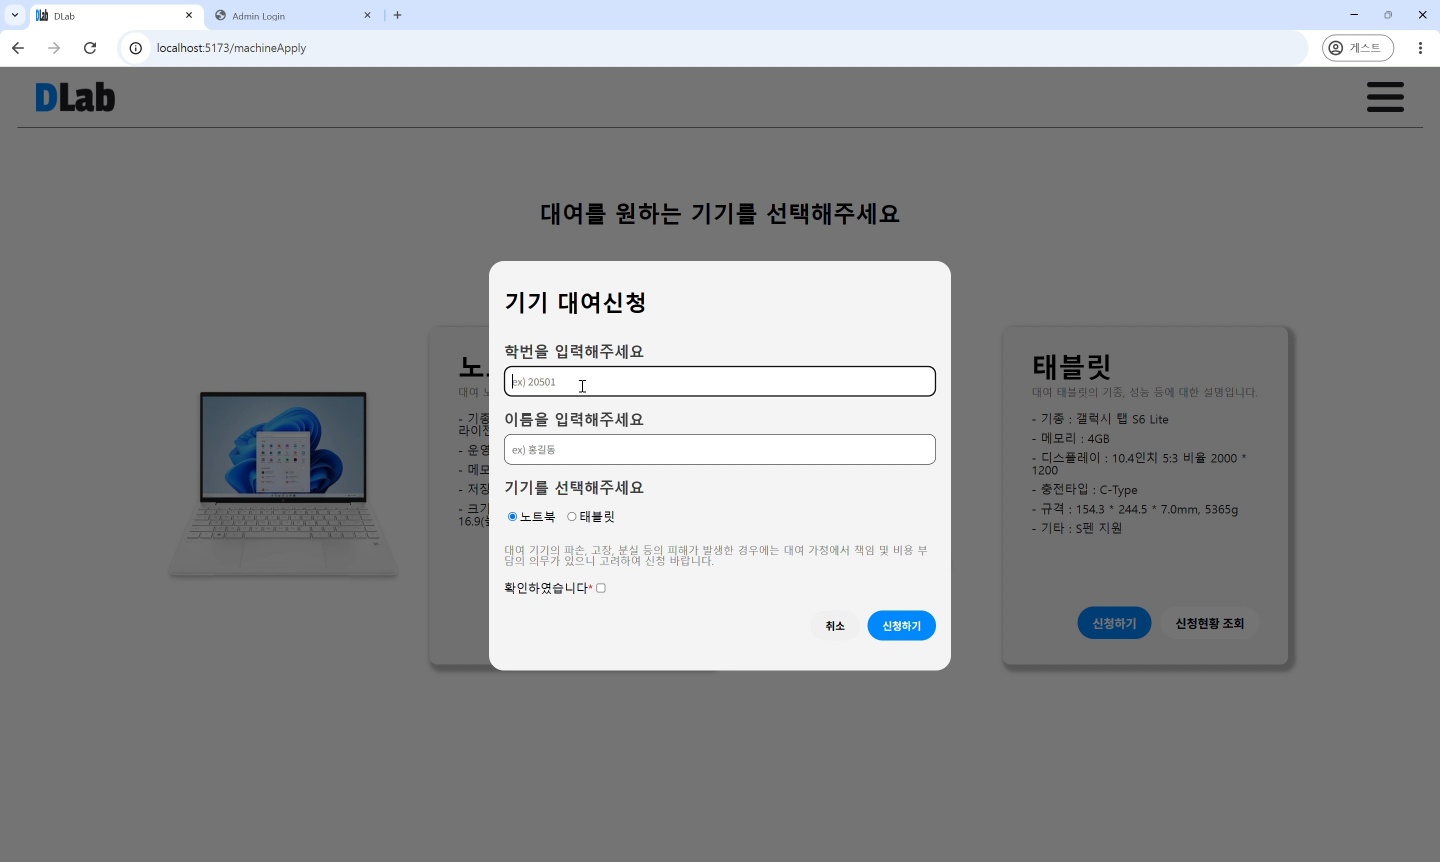 DLab
Admin Login
localhost:5173/machineApply
게스트
DLab
대여를 원하는 기기를 선택해주세요
기기 대여신청
학번을 입력해주세요
ex) 20501
이름을 입력해주세요
ex) 홍길동
기기를 선택해주세요
노트북 태블릿
대여 기기의 파손, 고장, 분실 등의 피해가 발생한 경우에는 대여 가정에서 책임 및 비용 부
담의 의무가 있으니 고려하여 신청 바랍니다.
확인하였습니다*
취소 신청하기
노
대여 노
- 기종
라이젠
- 운영
- 메모
- 저장
- 크기
태블릿
대여 태블릿의 기종, 성능 등에 대한 설명입니다.
- 기종 : 갤럭시 탭 S6 Lite
- 메모리 : 4GB
- 디스플레이 : 10.4인치 5:3 비율 2000 *
1200
- 충전타입 : C-Type
- 규격 : 154.3 * 244.5 * 7.0mm, 5365g
- 기타 : S펜 지원
신청하기 신청현황 조회